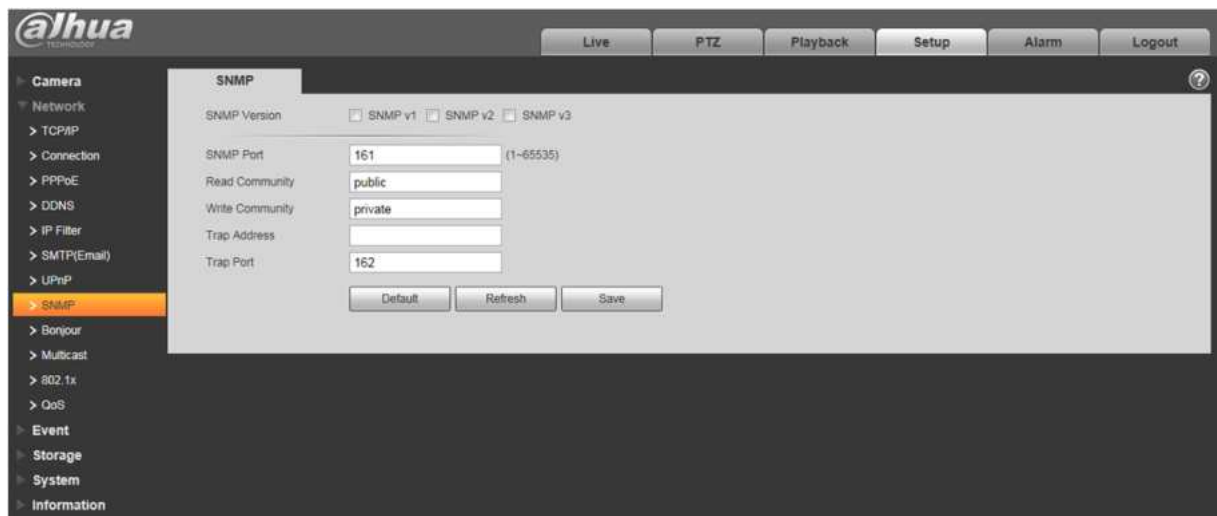 alhua
TECHNOLOGY
Live PTZ Playback Setup Alarm Logout
Camera
Network
> TCP/IP
> Connection
> PPPoE
> DDNS
> IP Filter
> SMTP(Email)
> UPnP
> SNMP
> Bonjour
> Multicast
> 802.1x
> QoS
Event
Storage
System
Information
SNMP
?
SNMP Version SNMP v1 SNMP v2 SNMP v3
SNMP Port 161 (1~65535)
Read Community public
Write Community private
Trap Address
Trap Port 162
Default Refresh Save